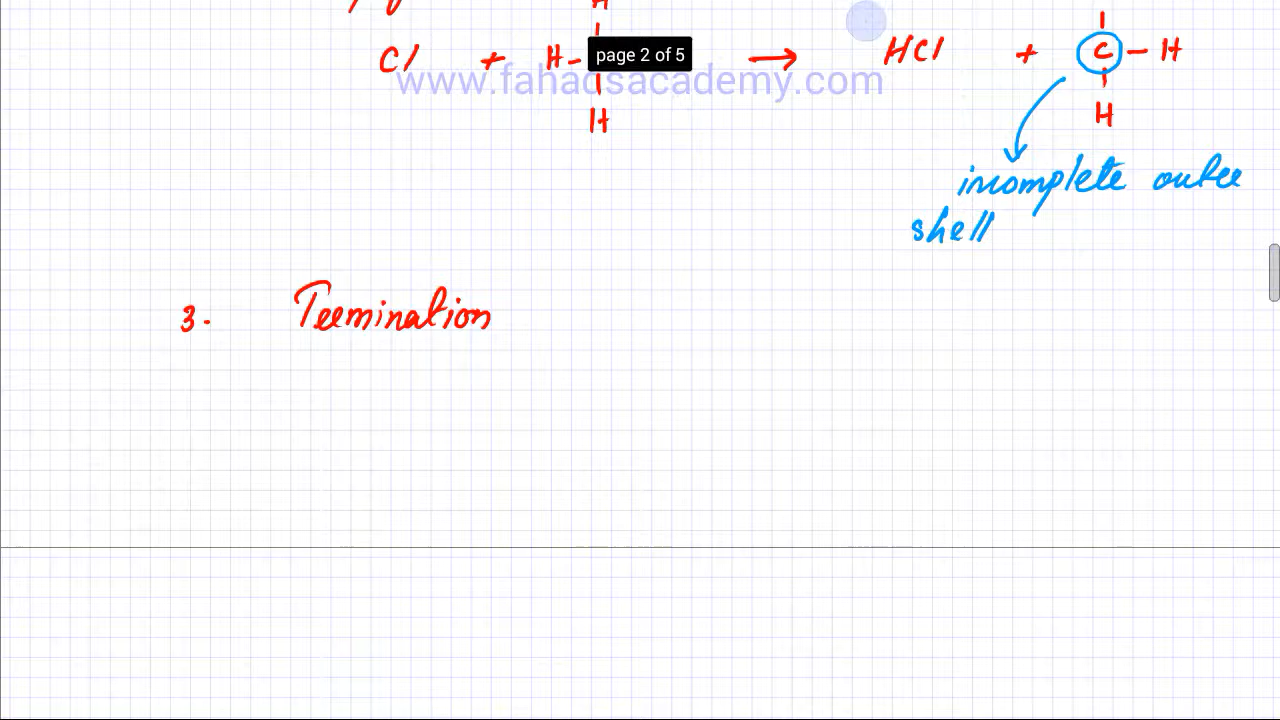 H
Cl + H- page 2 of 5 → HCl + C - H
www.fahadsacademy.com
H H
incomplete outer
shell
3. Termination